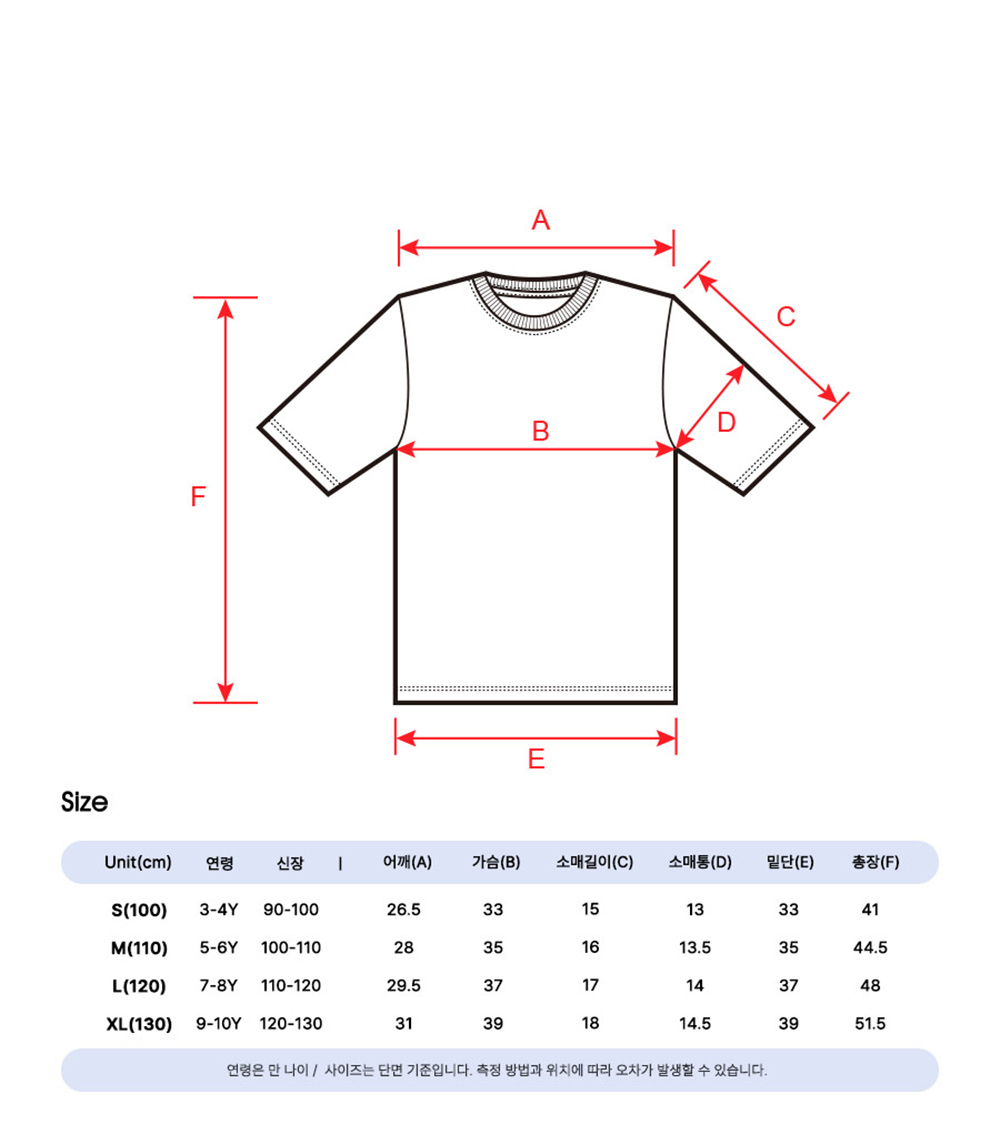 A
C
D
B
F
E
Size
Unit(cm) 연령 신장 | 어깨(A) 가슴(B) 소매길이(C) 소매통(D) 밑단(E) 총장(F)
S(100) 3-4Y 90-100 26.5 33 15 13 33 41
M(110) 5-6Y 100-110 28 35 16 13.5 35 44.5
L(120) 7-8Y 110-120 29.5 37 17 14 37 48
XL(130) 9-10Y 120-130 31 39 18 14.5 39 51.5
연령은 만 나이 / 사이즈는 단면 기준입니다. 측정 방법과 위치에 따라 오차가 발생할 수 있습니다.